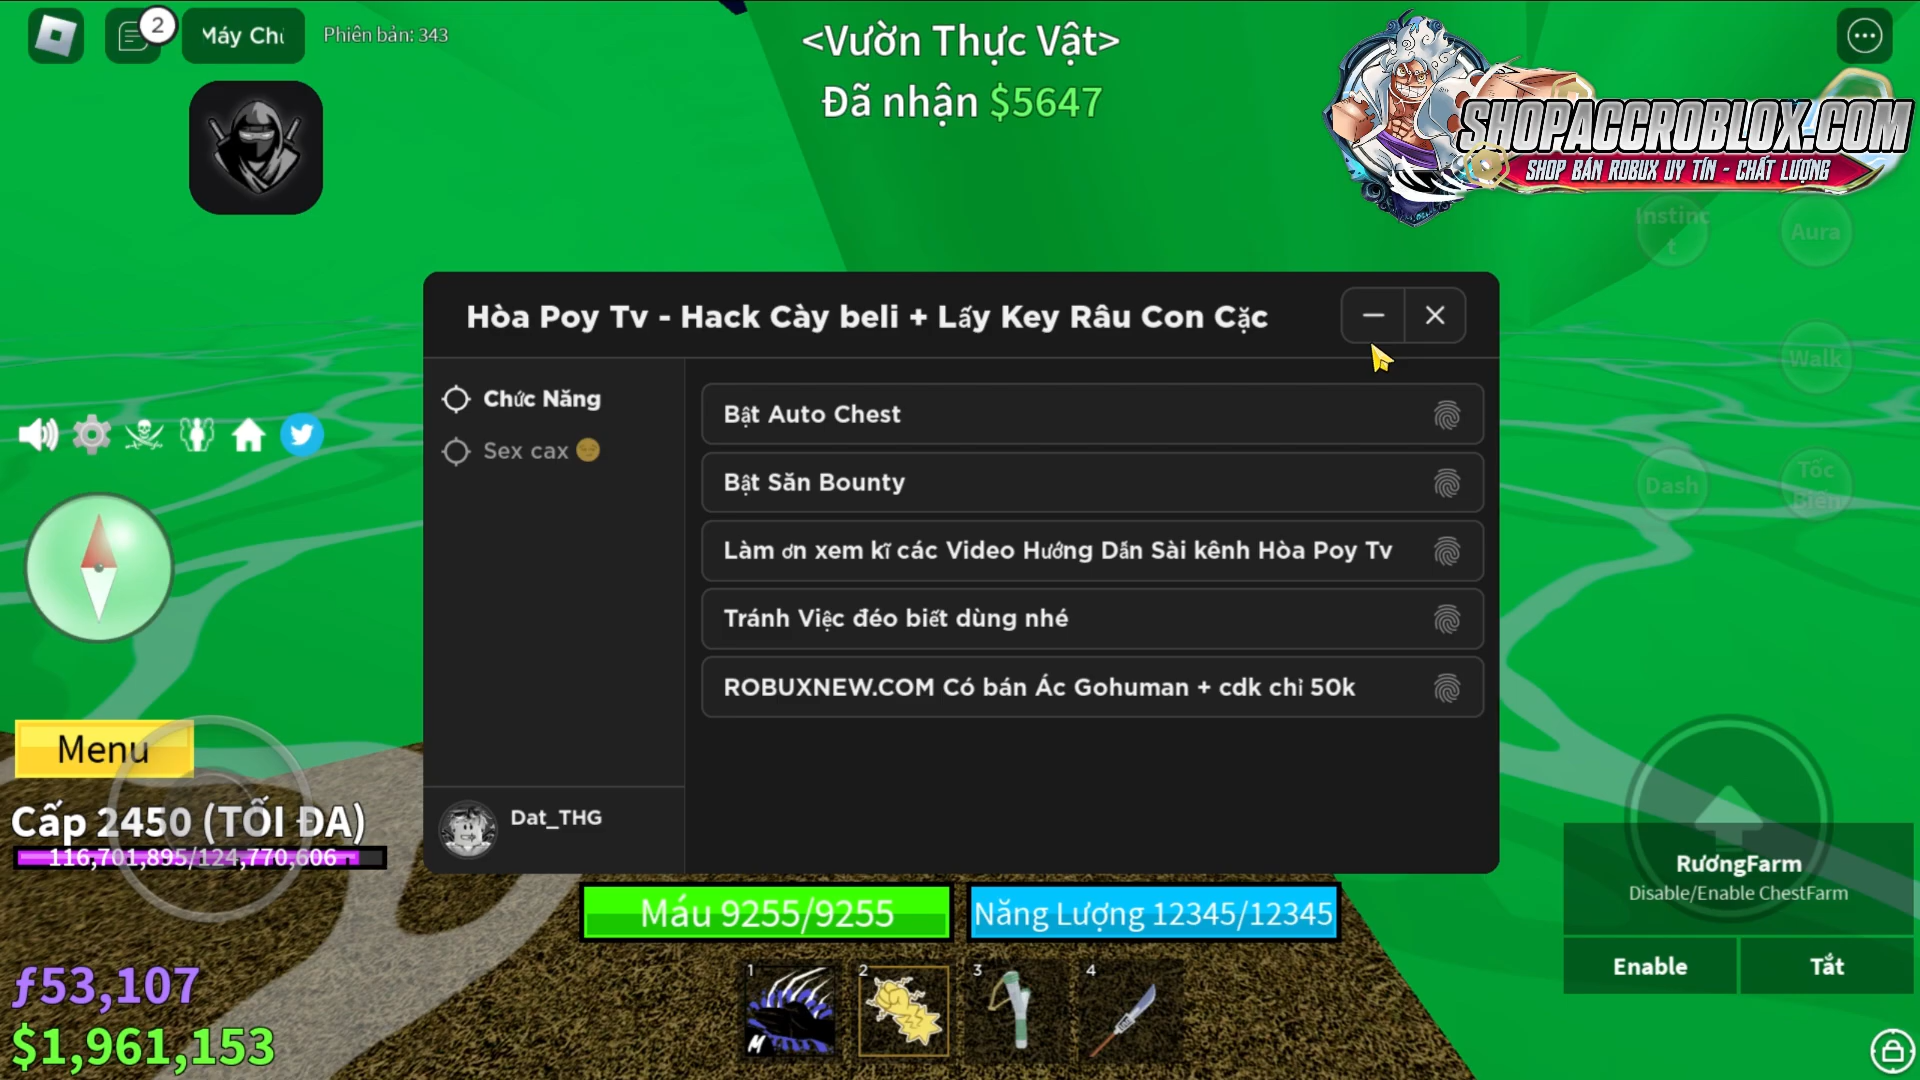 2
Máy Chủ
Phiên bản: 343
<Vườn Thực Vật>
Đã nhận $5647
SHOPACCROBLOX.COM
SHOP BÁN ROBUX UY TÍN - CHẤT LƯỢNG
Instinct
Aura
Walk
Dash
Tốc Biến
Hòa Poy Tv - Hack Cày beli + Lấy Key Râu Con Cặc
Chức Năng
Sex cax
Bật Auto Chest
Bật Săn Bounty
Làm ơn xem kĩ các Video Hướng Dẫn Sài kênh Hòa Poy Tv
Tránh Việc đéo biết dùng nhé
ROBUXNEW.COM Có bán Ác Gohuman + cdk chỉ 50k
Dat_THG
Menu
Cấp 2450 (TỐI ĐA)
116,701,895/124,770,606
ƒ53,107
$1,961,153
Máu 9255/9255
Năng Lượng 12345/12345
1
M
2
3
4
RươngFarm
Disable/Enable ChestFarm
Enable
Tắt